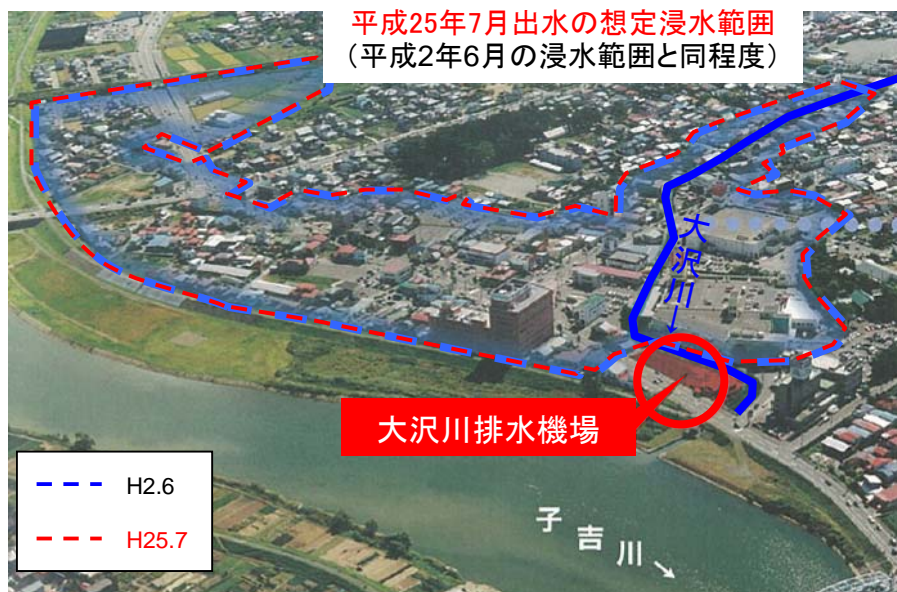 平成25年7月出水の想定浸水範囲
(平成2年6月の浸水範囲と同程度)
大沢川
←
大沢川排水機場
H2.6
H25.7
子吉川
→